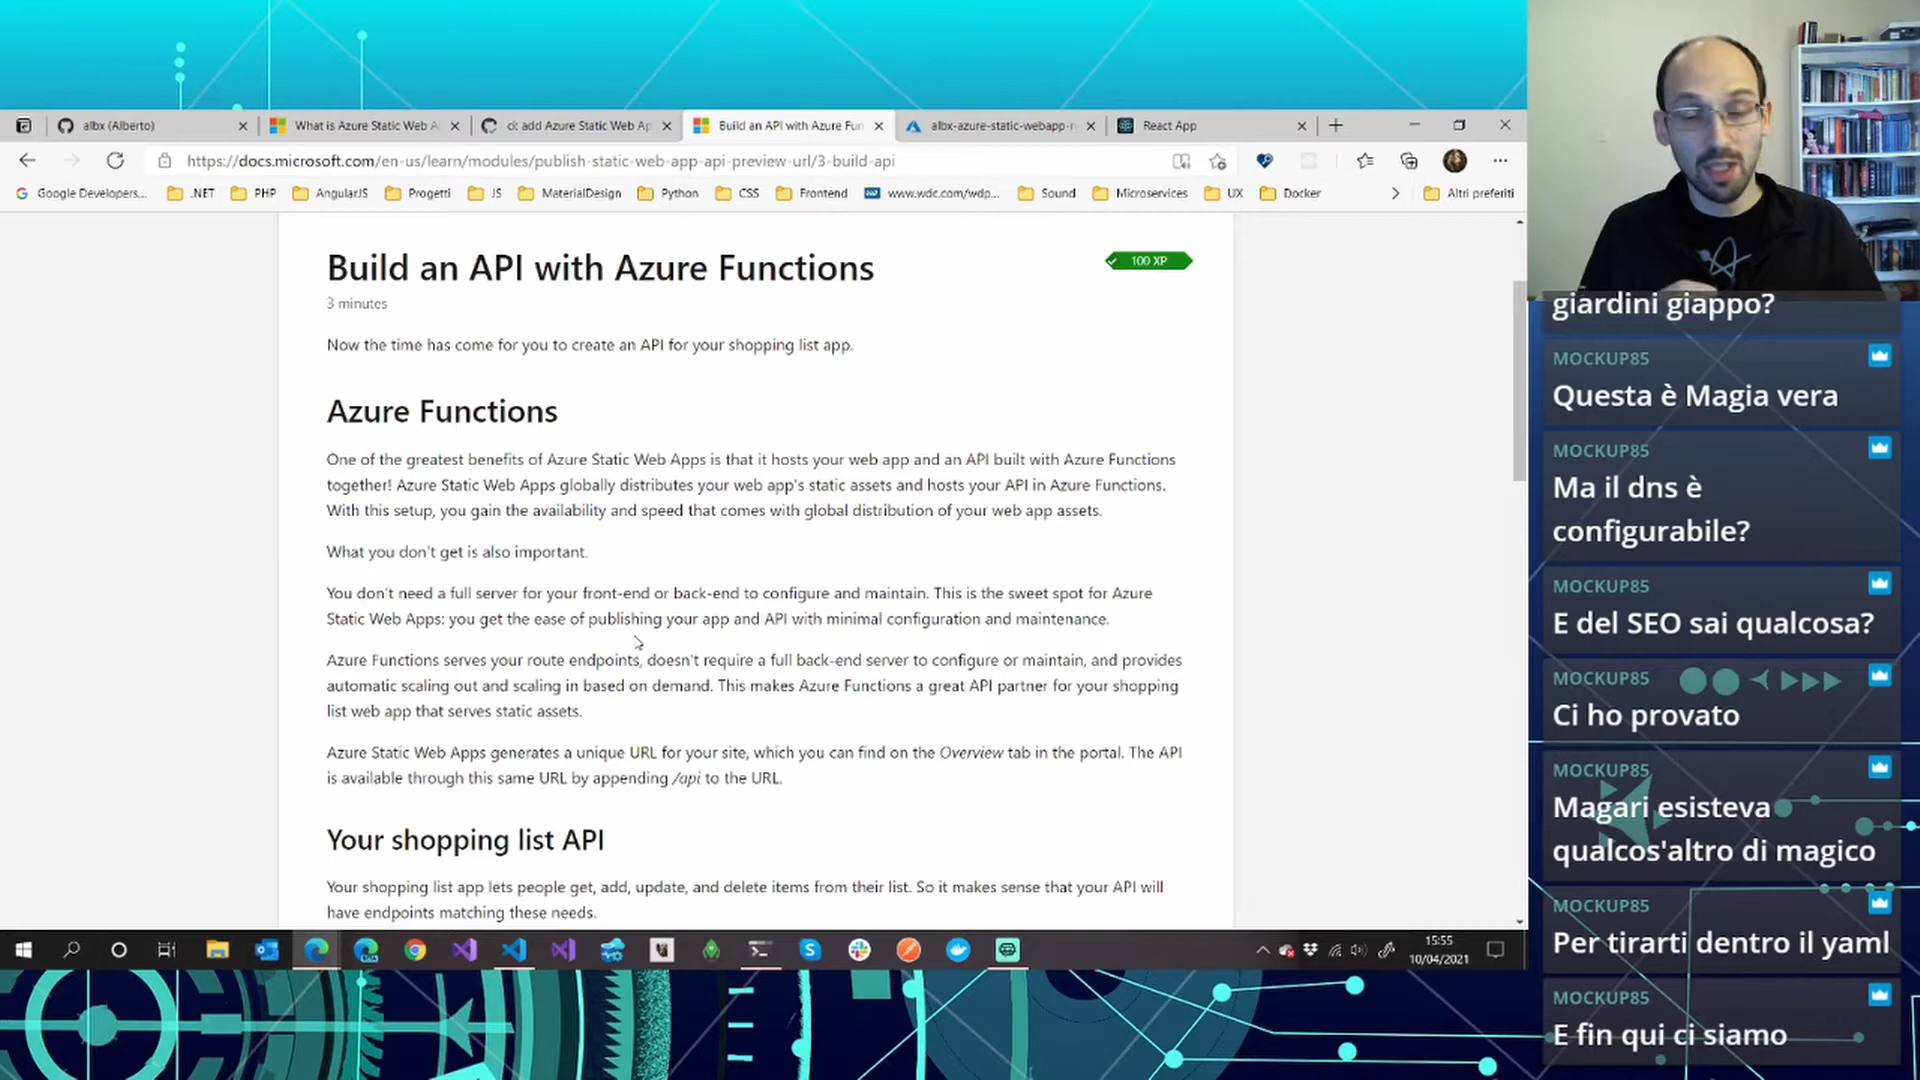 albx (Alberto)
What is Azure Static Web A
ci: add Azure Static Web Ap
Build an API with Azure Fun
albx-azure-static-webapp-r
React App
https://docs.microsoft.com/en-us/learn/modules/publish-static-web-app-api-preview-url/3-build-api
Google Developers...
.NET
PHP
AngularJS
Progetti
JS
MaterialDesign
Python
CSS
Frontend
www.wdc.com/wdp...
Sound
Microservices
UX
Docker
Altri preferiti
Build an API with Azure Functions
100 XP
3 minutes
Now the time has come for you to create an API for your shopping list app.
Azure Functions
One of the greatest benefits of Azure Static Web Apps is that it hosts your web app and an API built with Azure Functions
together! Azure Static Web Apps globally distributes your web app's static assets and hosts your API in Azure Functions.
With this setup, you gain the availability and speed that comes with global distribution of your web app assets.
What you don't get is also important.
You don't need a full server for your front-end or back-end to configure and maintain. This is the sweet spot for Azure
Static Web Apps: you get the ease of publishing your app and API with minimal configuration and maintenance.
Azure Functions serves your route endpoints, doesn't require a full back-end server to configure or maintain, and provides
automatic scaling out and scaling in based on demand. This makes Azure Functions a great API partner for your shopping
list web app that serves static assets.
Azure Static Web Apps generates a unique URL for your site, which you can find on the Overview tab in the portal. The API
is available through this same URL by appending /api to the URL.
Your shopping list API
Your shopping list app lets people get, add, update, and delete items from their list. So it makes sense that your API will
have endpoints matching these needs.
15:55
10/04/2021
giardini giappo?
MOCKUP85
Questa è Magia vera
MOCKUP85
Ma il dns è
configurabile?
MOCKUP85
E del SEO sai qualcosa?
MOCKUP85
Ci ho provato
MOCKUP85
Magari esisteva
qualcos'altro di magico
MOCKUP85
Per tirarti dentro il yaml
MOCKUP85
E fin qui ci siamo